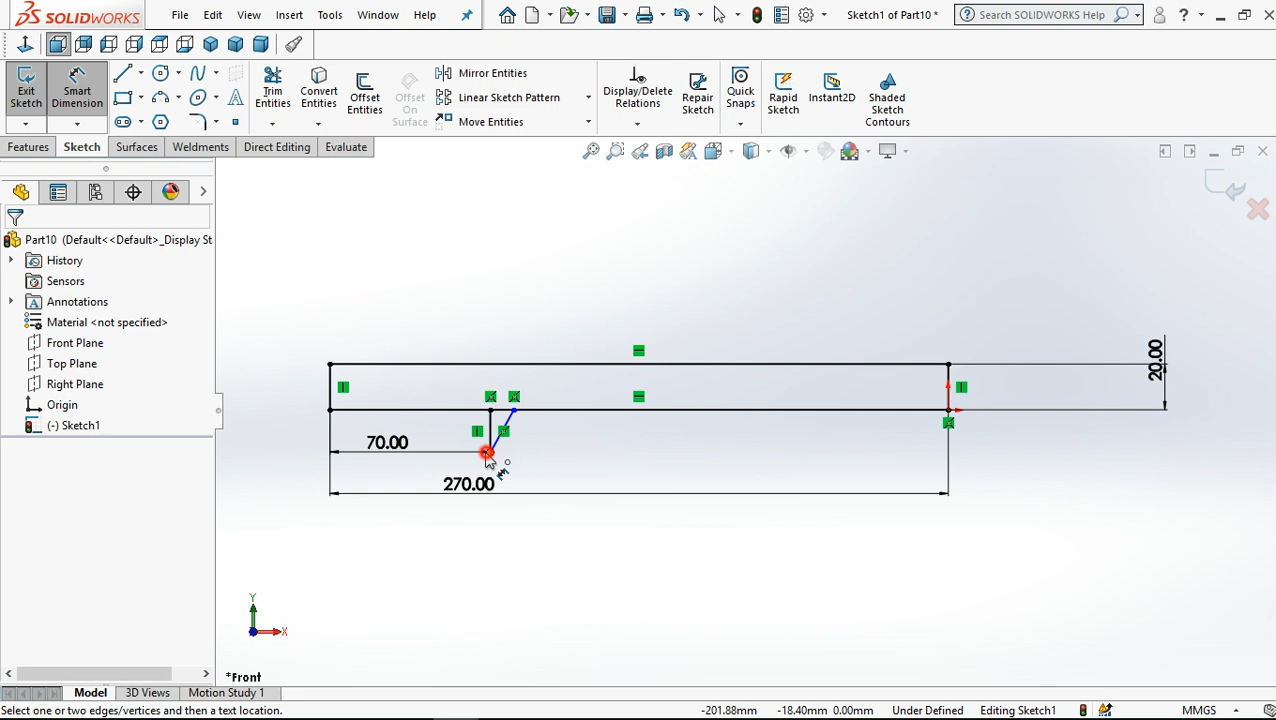 SOLIDWORKS File Edit View Insert Tools Window Help Sketch1 of Part10 * Search SOLIDWORKS Help ?
Exit Sketch
Smart Dimension
Trim Entities
Convert Entities
Offset Entities
Offset On Surface
Mirror Entities
Linear Sketch Pattern
Move Entities
Display/Delete Relations
Repair Sketch
Quick Snaps
Rapid Sketch
Instant2D
Shaded Sketch Contours
Features Sketch Surfaces Weldments Direct Editing Evaluate
Part10 (Default<<Default>_Display St
History
Sensors
Annotations
Material <not specified>
Front Plane
Top Plane
Right Plane
Origin
(-) Sketch1
20.00
70.00
270.00
Y
X
*Front
Model 3D Views Motion Study 1
Select one or two edges/vertices and then a text location. -201.88mm -18.40mm 0.00mm Under Defined Editing Sketch1 MMGS